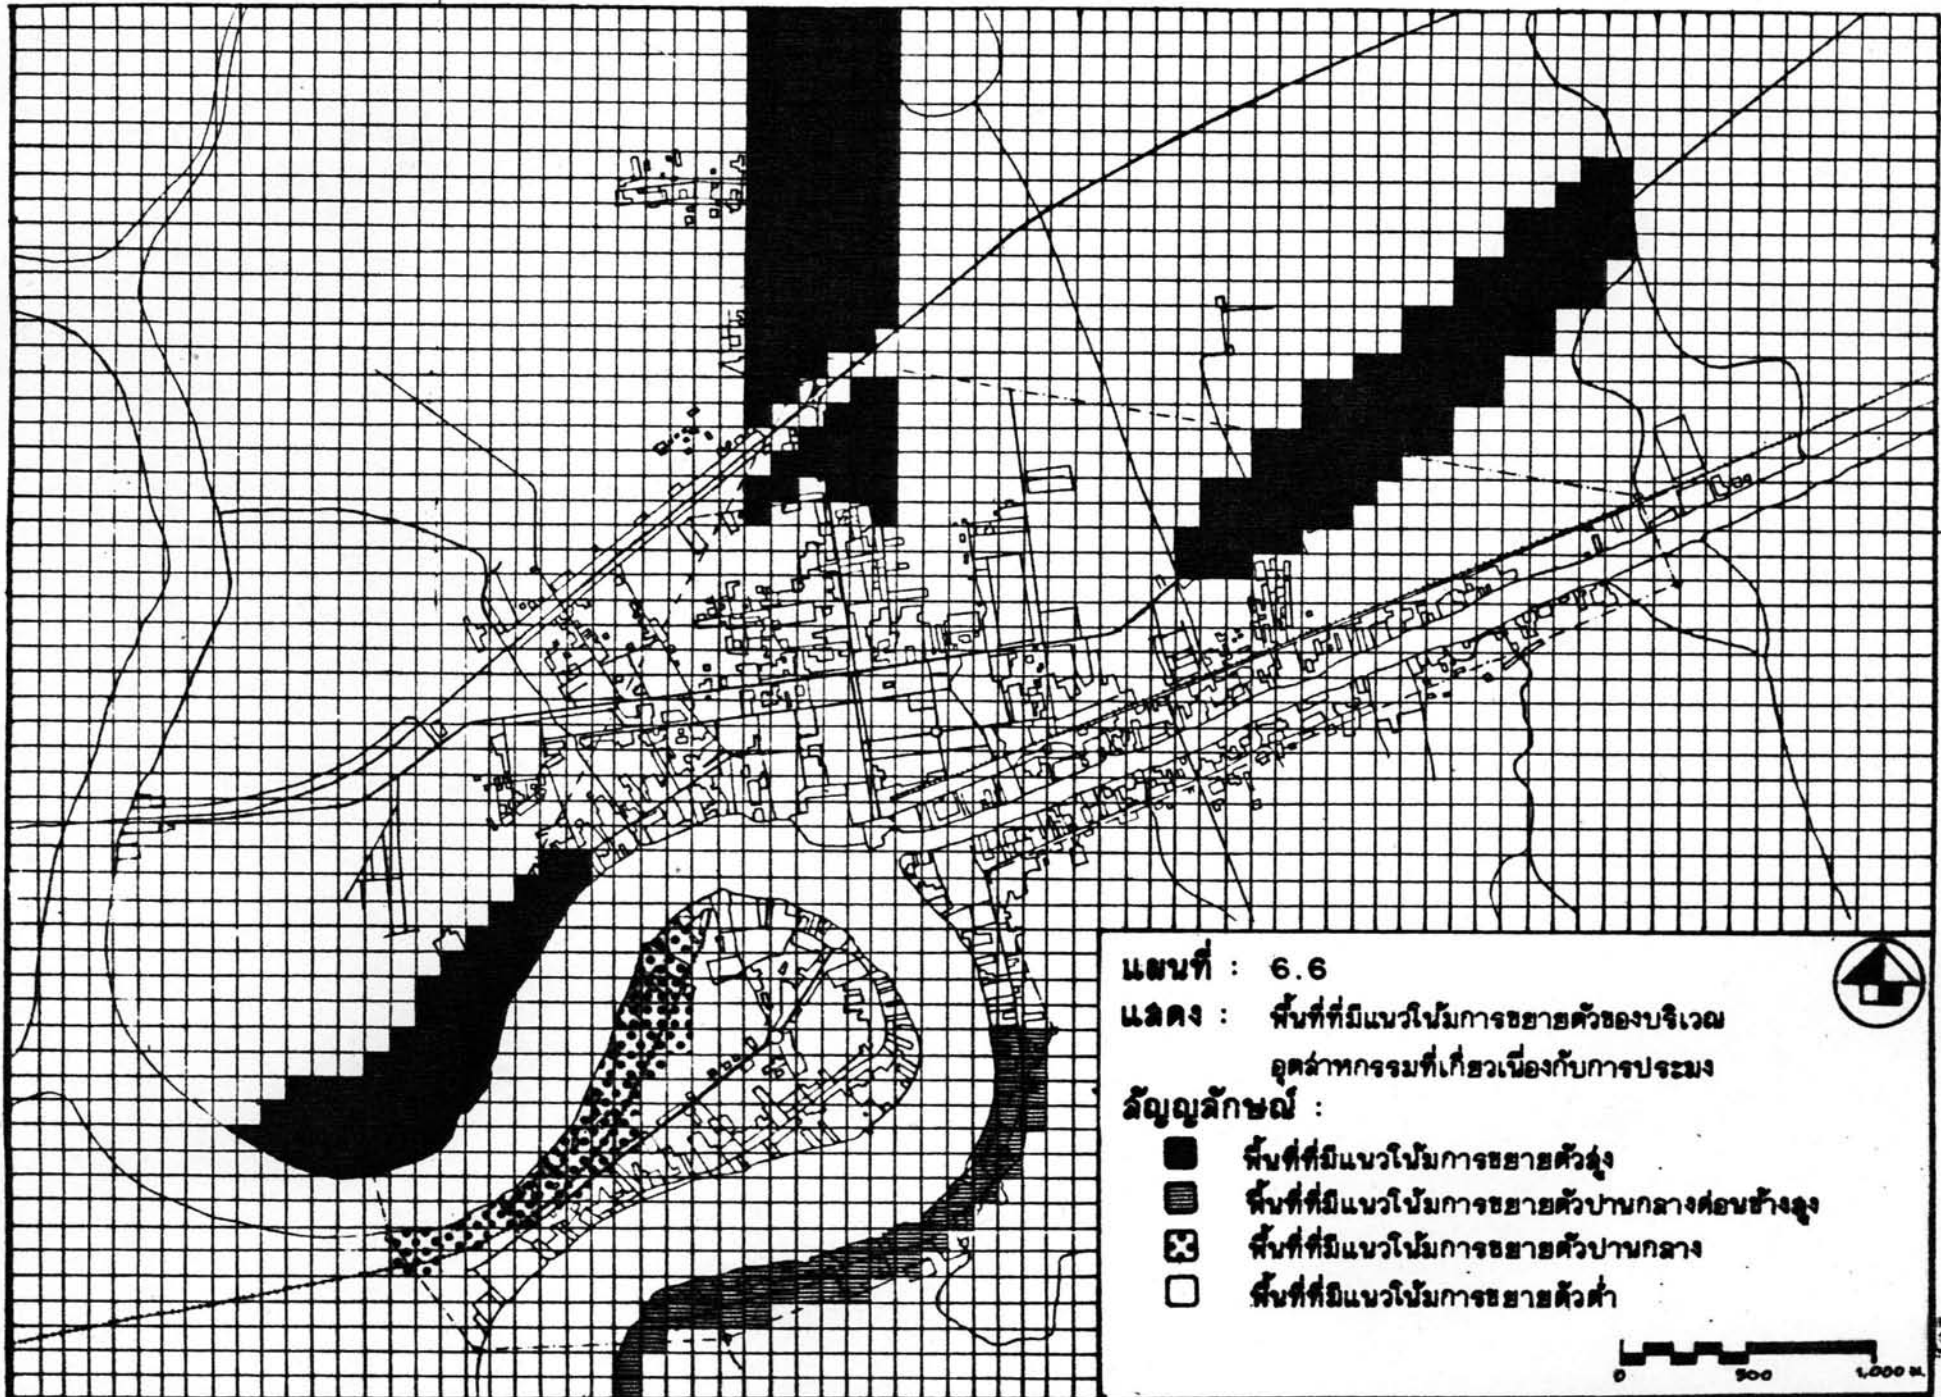 แผนที่ : 6.6
แสดง : พื้นที่ที่มีแนวโน้มการขยายตัวของบริเวณ
อุตสาหกรรมที่เกี่ยวเนื่องกับการประมง
สัญญลักษณ์ :
พื้นที่ที่มีแนวโน้มการขยายตัวสูง
พื้นที่ที่มีแนวโน้มการขยายตัวปานกลางค่อนข้างสูง
พื้นที่ที่มีแนวโน้มการขยายตัวปานกลาง
พื้นที่ที่มีแนวโน้มการขยายตัวต่ำ
0 500 1,000 ม.